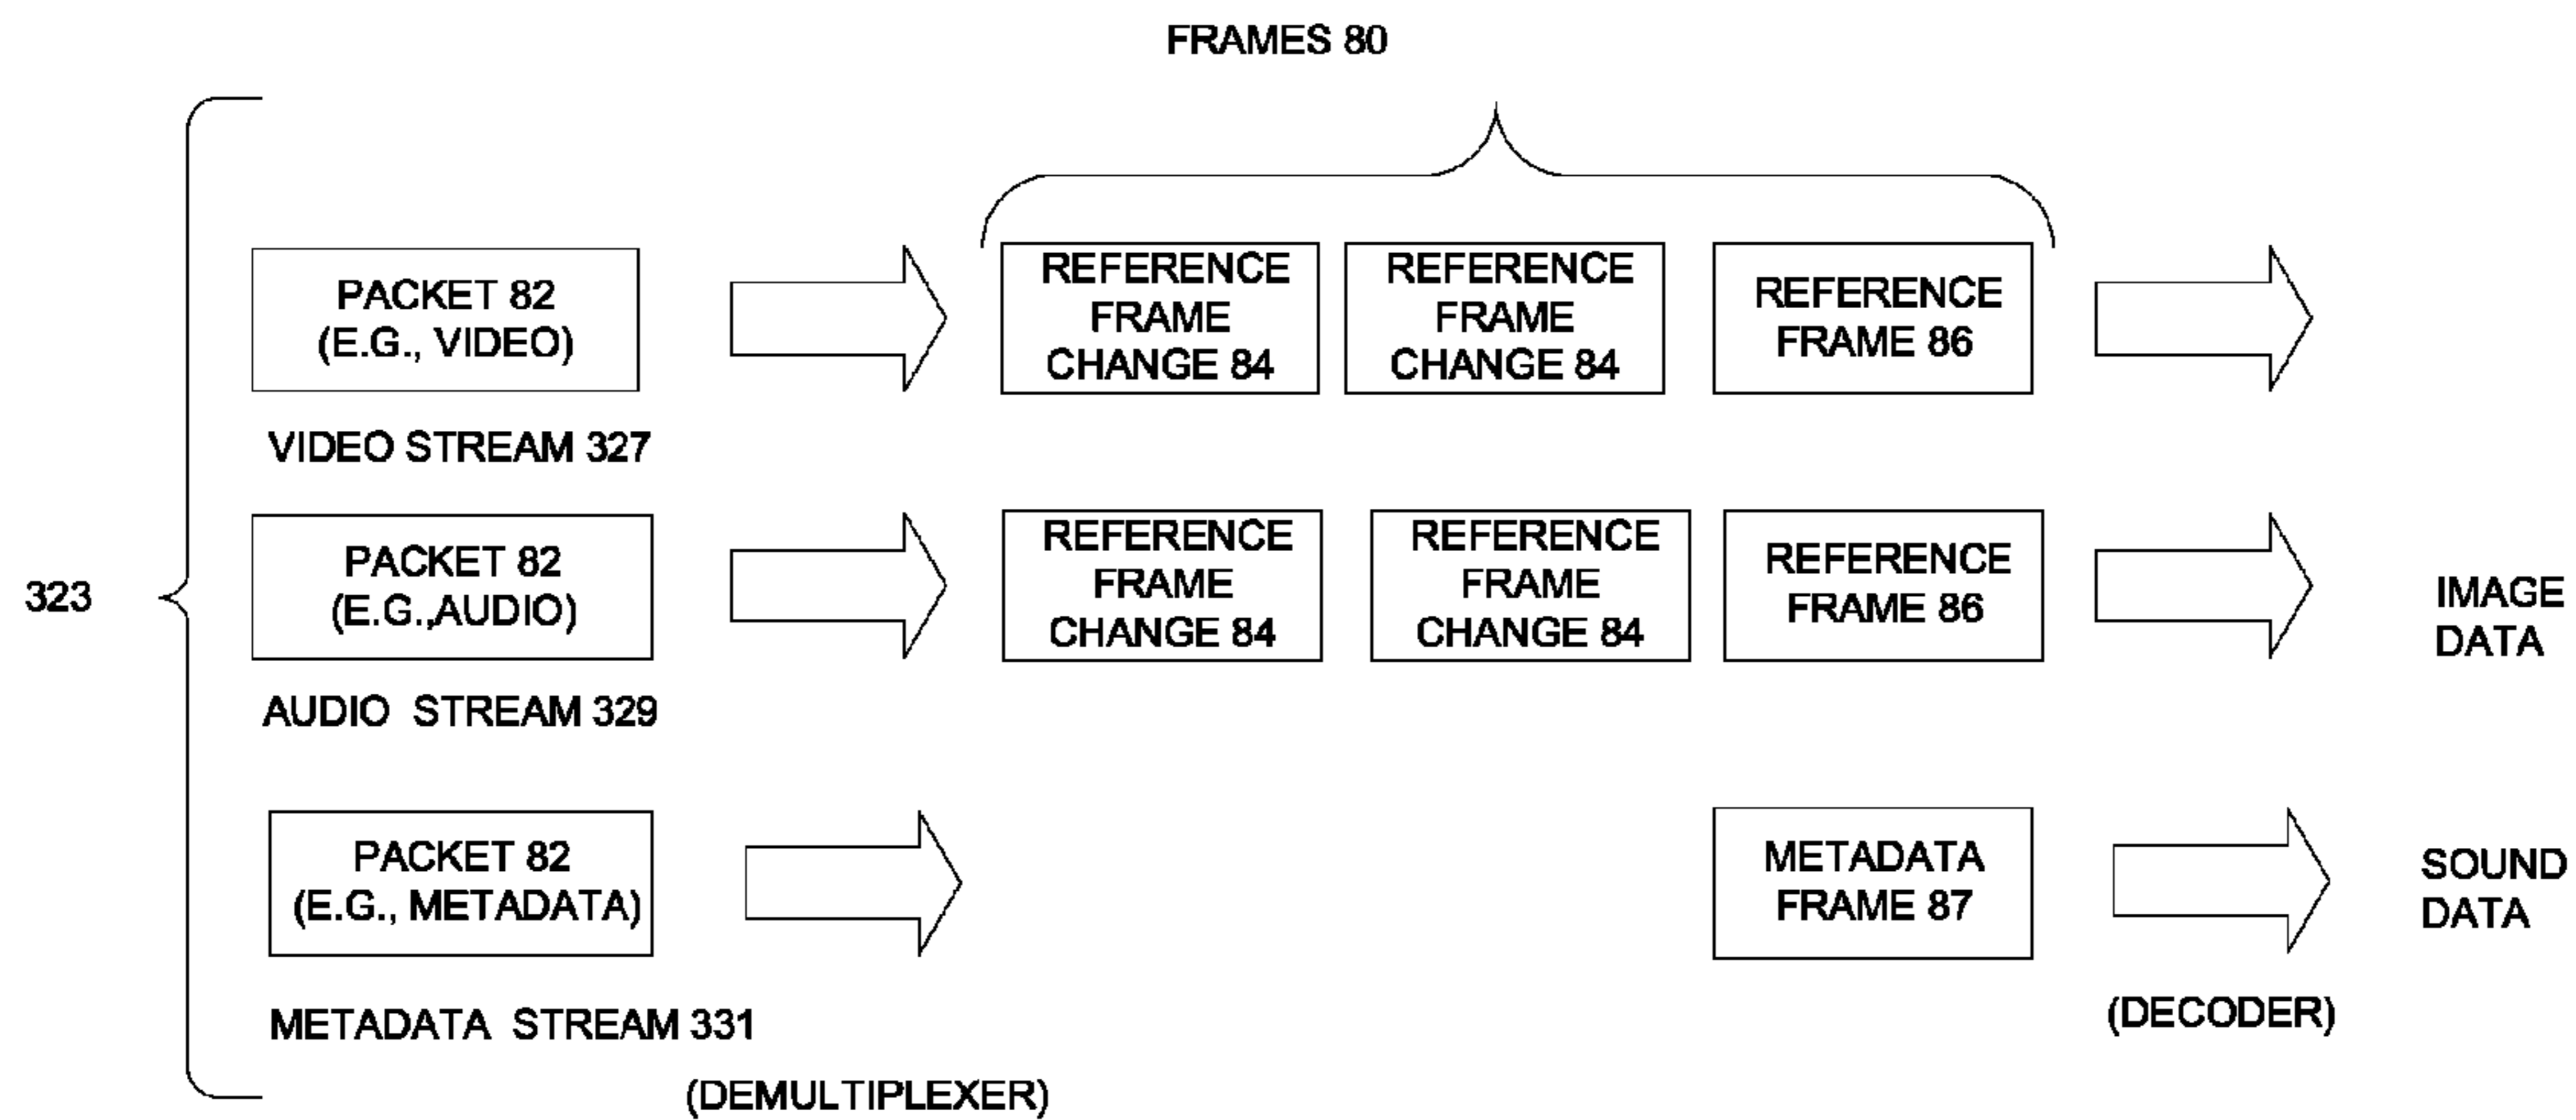 FRAMES 80
PACKET 82
(E.G., VIDEO)
REFERENCE
FRAME
CHANGE 84
REFERENCE
FRAME
CHANGE 84
REFERENCE
FRAME 86
VIDEO STREAM 327
323
PACKET 82
(E.G.,AUDIO)
REFERENCE
FRAME
CHANGE 84
REFERENCE
FRAME
CHANGE 84
REFERENCE
FRAME 86
IMAGE
DATA
AUDIO STREAM 329
PACKET 82
(E.G., METADATA)
METADATA
FRAME 87
SOUND
DATA
METADATA STREAM 331
(DECODER)
(DEMULTIPLEXER)